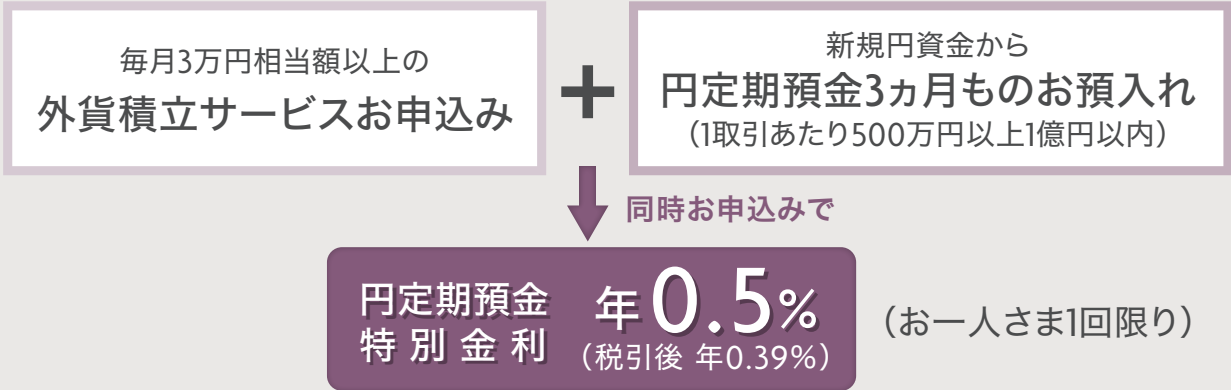 毎月3万円相当額以上の
外貨積立サービスお申込み
+
新規円資金から
円定期預金3ヵ月ものお預入れ
（1取引あたり500万円以上1億円以内）
同時お申込みで
円定期預金
特別金利
年0.5%
（税引後 年0.39%）
（お一人さま1回限り）